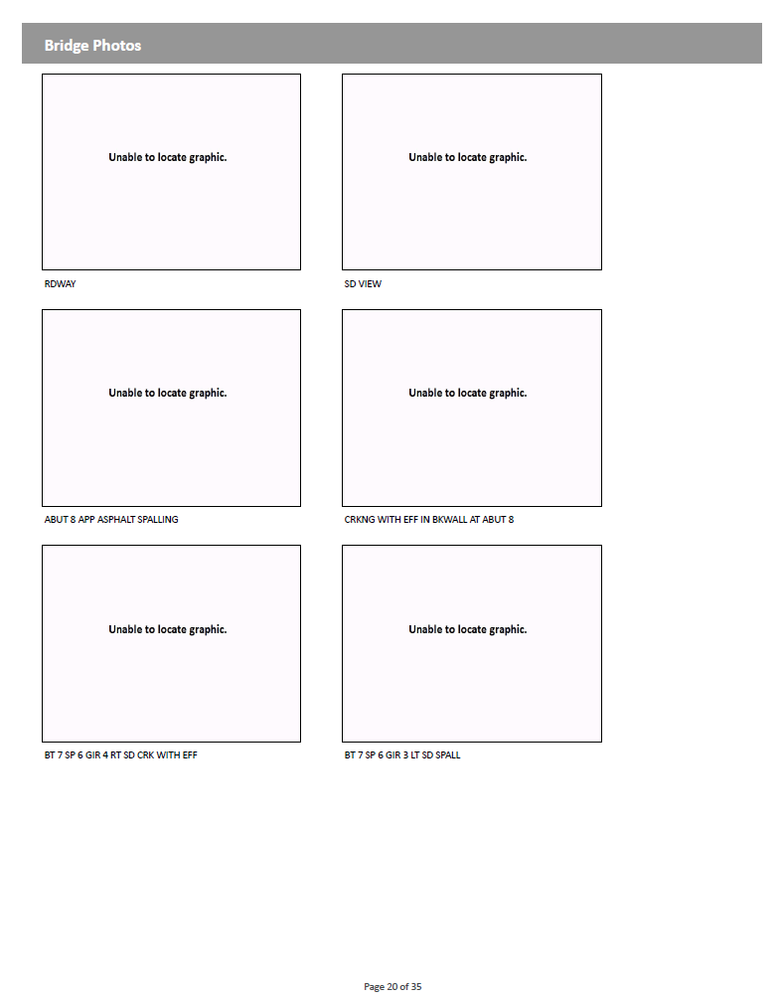 Bridge Photos
Unable to locate graphic.
Unable to locate graphic.
RDWAY
SD VIEW
Unable to locate graphic.
Unable to locate graphic.
ABUT 8 APP ASPHALT SPALLING
CRKNG WITH EFF IN BKWALL AT ABUT 8
Unable to locate graphic.
Unable to locate graphic.
BT 7 SP 6 GIR 4 RT SD CRK WITH EFF
BT 7 SP 6 GIR 3 LT SD SPALL
Page 20 of 35